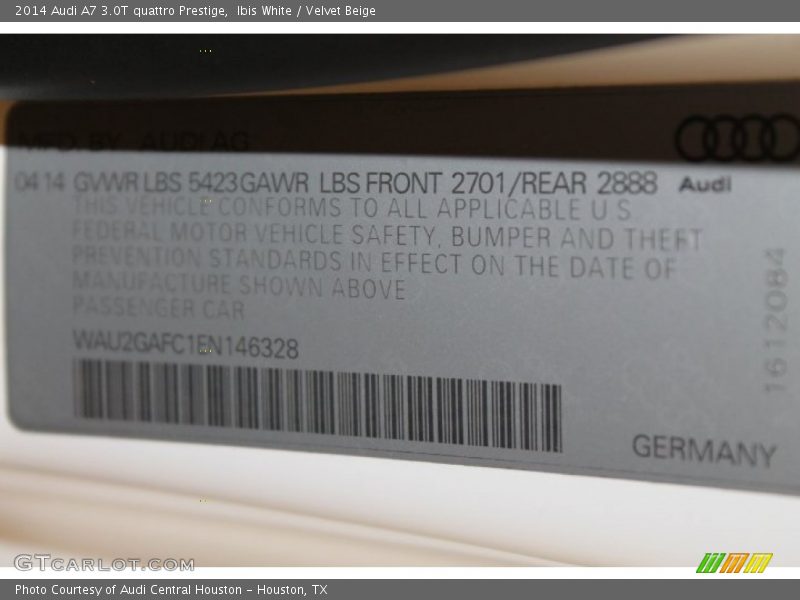 2014 Audi A7 3.0T quattro Prestige,  Ibis White / Velvet Beige
MFD. BY AUDI AG
04 14 GVWR LBS 5423 GAWR LBS FRONT 2701/REAR 2888 Audi
THIS VEHICLE CONFORMS TO ALL APPLICABLE U.S.
FEDERAL MOTOR VEHICLE SAFETY, BUMPER AND THEFT
PREVENTION STANDARDS IN EFFECT ON THE DATE OF
MANUFACTURE SHOWN ABOVE
PASSENGER CAR
WAU2GAFC1EN146328
1612084
GERMANY
GTCARLOT.COM
Photo Courtesy of Audi Central Houston - Houston, TX